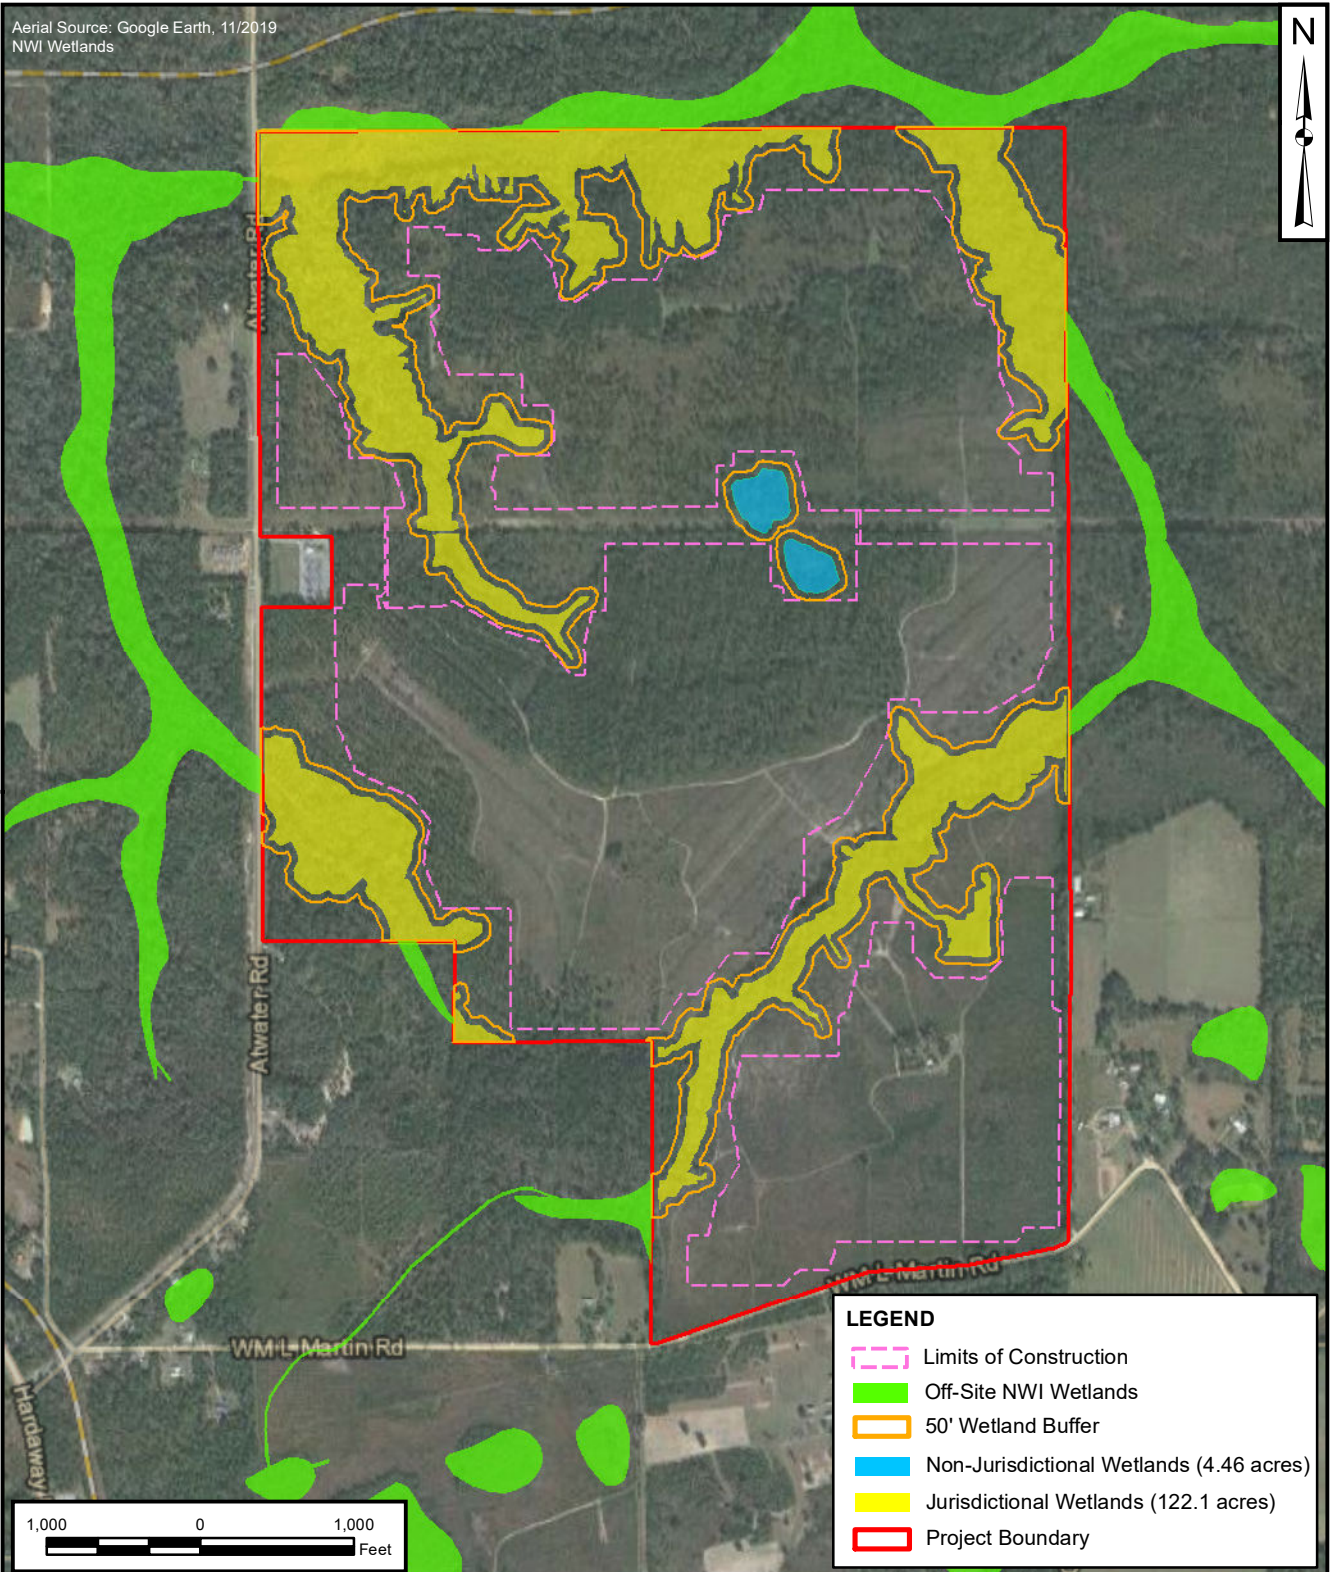 Aerial Source: Google Earth, 11/2019
NWI Wetlands
N
Atwater Rd
Atwater Rd
WM L Martin Rd
WM L Martin Rd
Hardaway
LEGEND
Limits of Construction
Off-Site NWI Wetlands
50' Wetland Buffer
Non-Jurisdictional Wetlands (4.46 acres)
Jurisdictional Wetlands (122.1 acres)
Project Boundary
1,000 0 1,000
Feet